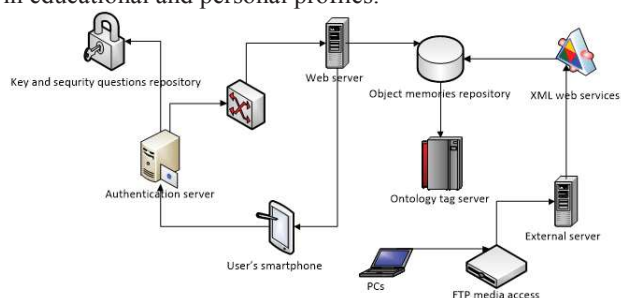 in educational and personal profiles.
Key and sequrity questions repository
Web server
Object memories repository
XML web services
Authentication server
Ontology tag server
External server
User's smartphone
PCs
FTP media access